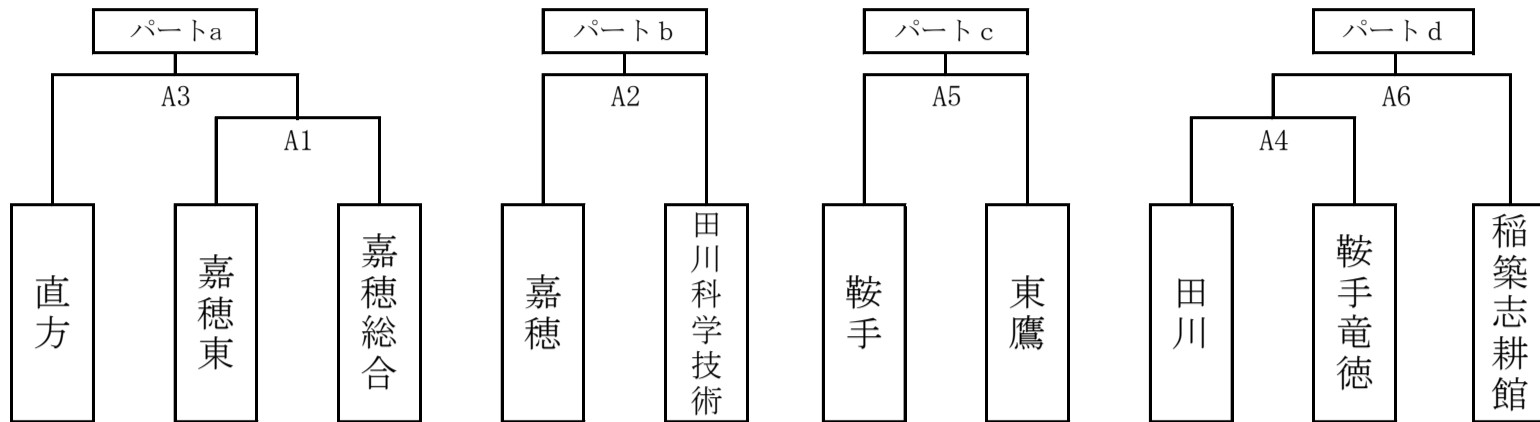 パートa
パートb
パートc
パートd
A3
A2
A5
A6
A1
A4
直方
嘉穂東
嘉穂総合
嘉穂
田川科学技術
鞍手
東鷹
田川
鞍手竜徳
稲築志耕館